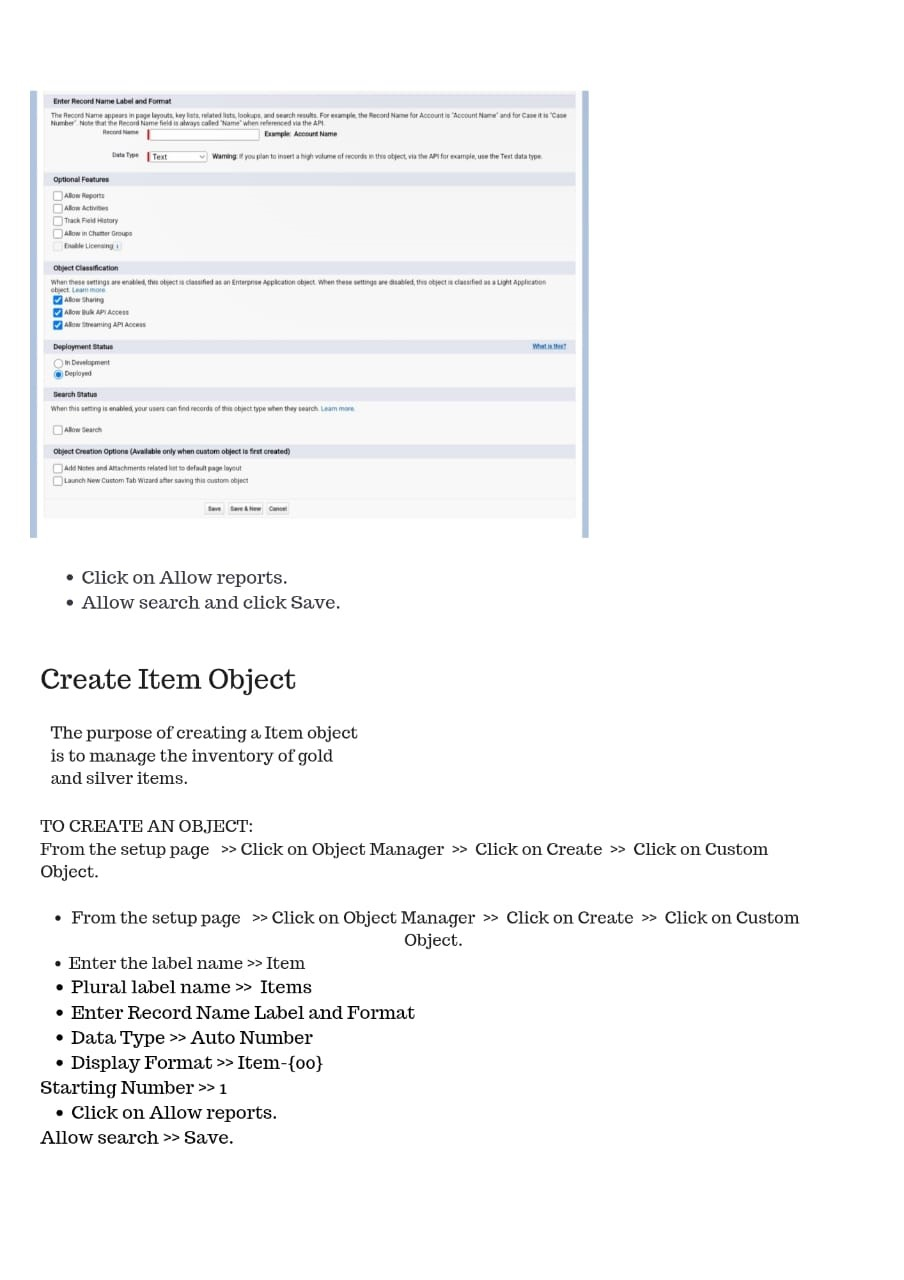 Enter Record Name Label and Format
The Record Name appears in page layouts, key lists, related lists, lookups, and search results. For example, the Record Name for Account is "Account Name" and for Case it is "Case
Number". Note that the Record Name field is always called "Name" when referenced via the API.
Record Name Example: Account Name
Data Type Text Warning: If you plan to insert a high volume of records in this object, via the API for example, use the Text data type.
Optional Features
Allow Reports
Allow Activities
Track Field History
Allow in Chatter Groups
Enable Licensing i
Object Classification
When these settings are enabled, this object is classified as an Enterprise Application object. When these settings are disabled, this object is classified as a Light Application
object. Learn more.
Allow Sharing
Allow Bulk API Access
Allow Streaming API Access
Deployment Status What is this?
In Development
Deployed
Search Status
When this setting is enabled, your users can find records of this object type when they search. Learn more.
Allow Search
Object Creation Options (Available only when custom object is first created)
Add Notes and Attachments related list to default page layout
Launch New Custom Tab Wizard after saving this custom object
Save Save & New Cancel
• Click on Allow reports.
• Allow search and click Save.
Create Item Object
The purpose of creating a Item object
is to manage the inventory of gold
and silver items.
TO CREATE AN OBJECT:
From the setup page >> Click on Object Manager >> Click on Create >> Click on Custom
Object.
• From the setup page >> Click on Object Manager >> Click on Create >> Click on Custom
Object.
• Enter the label name >> Item
• Plural label name >> Items
• Enter Record Name Label and Format
• Data Type >> Auto Number
• Display Format >> Item-{00}
Starting Number >> 1
• Click on Allow reports.
Allow search >> Save.